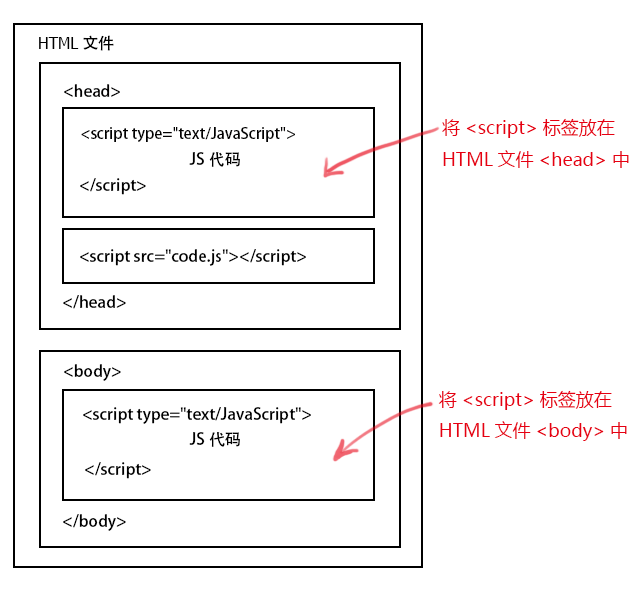 HTML 文件
<head>
<script type="text/JavaScript">
JS 代码
</script>
<script src="code.js"></script>
</head>
将 <script> 标签放在
HTML 文件 <head> 中
<body>
<script type="text/JavaScript">
JS 代码
</script>
</body>
将 <script> 标签放在
HTML 文件 <body> 中